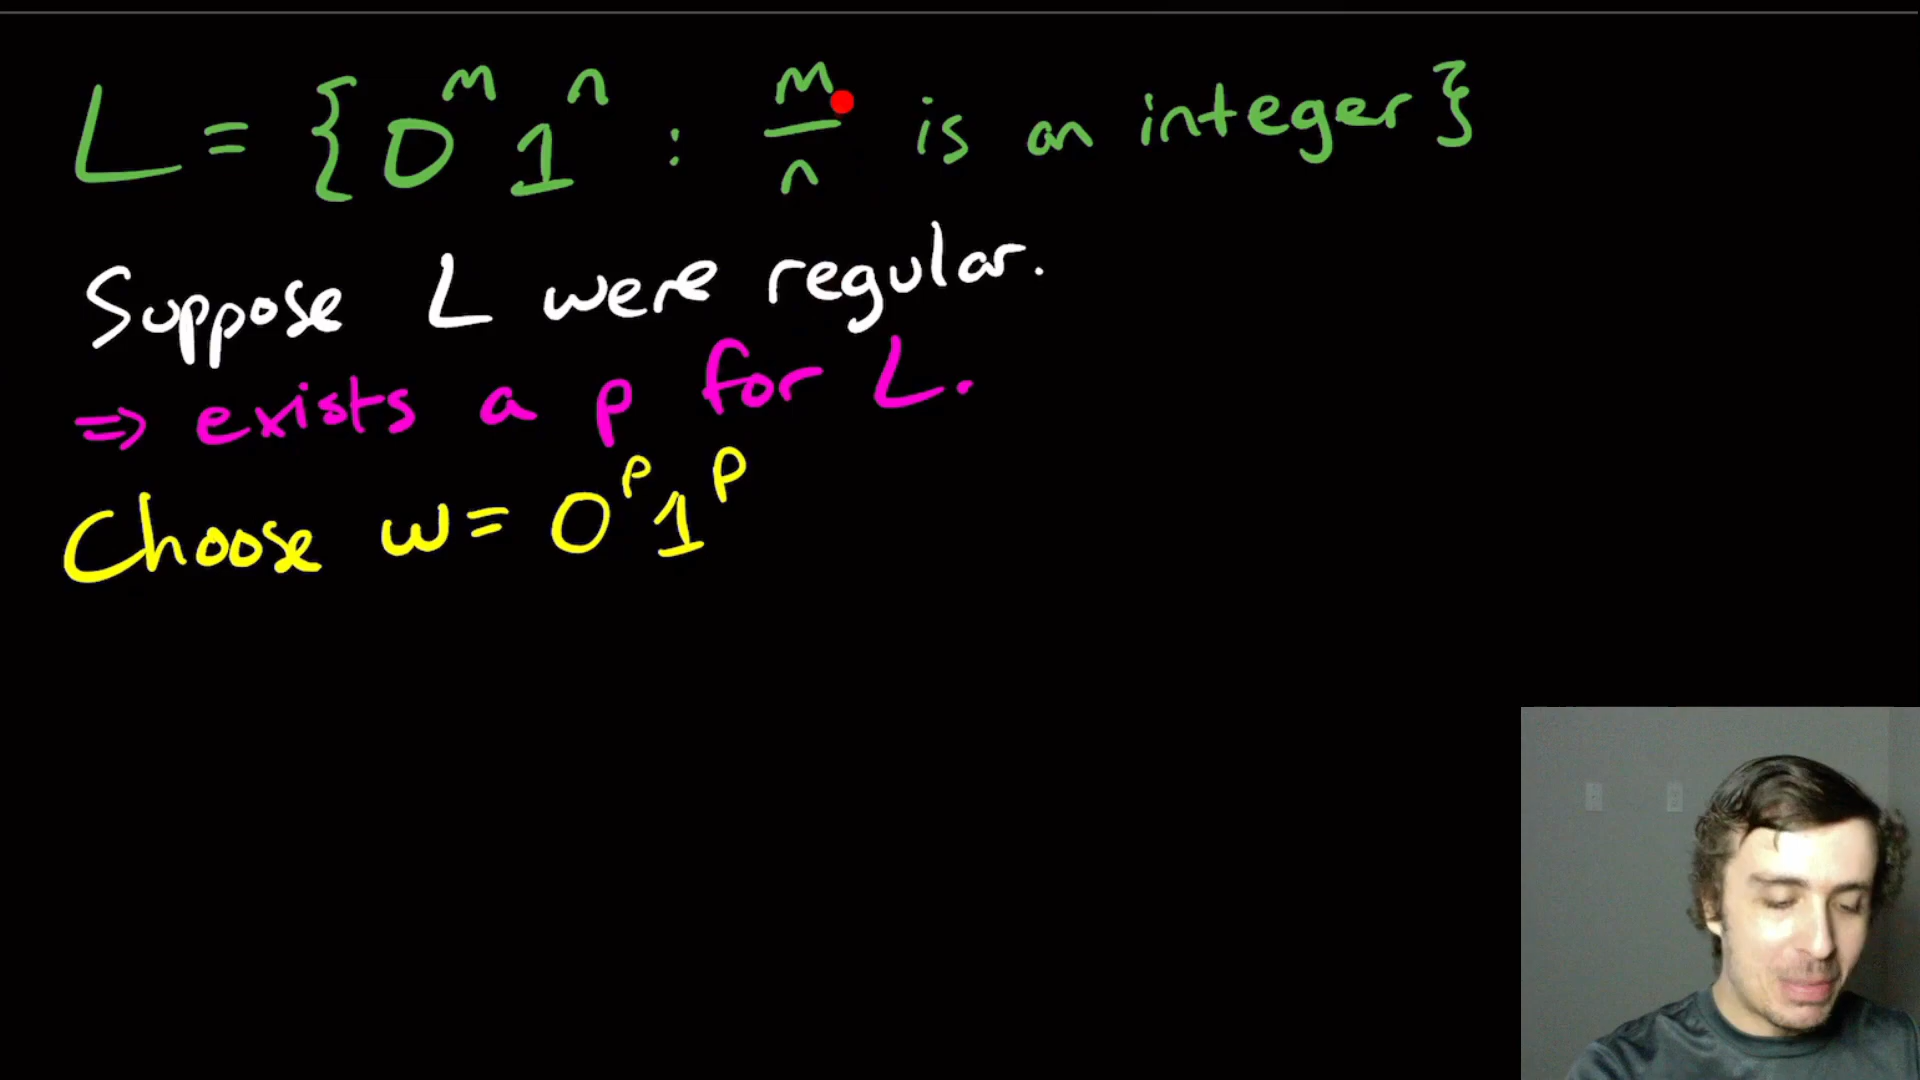 L = {0^m 1^n : m/n is an integer}
Suppose L were regular.
⇒ exists a p for L.
Choose w = 0^p 1^p